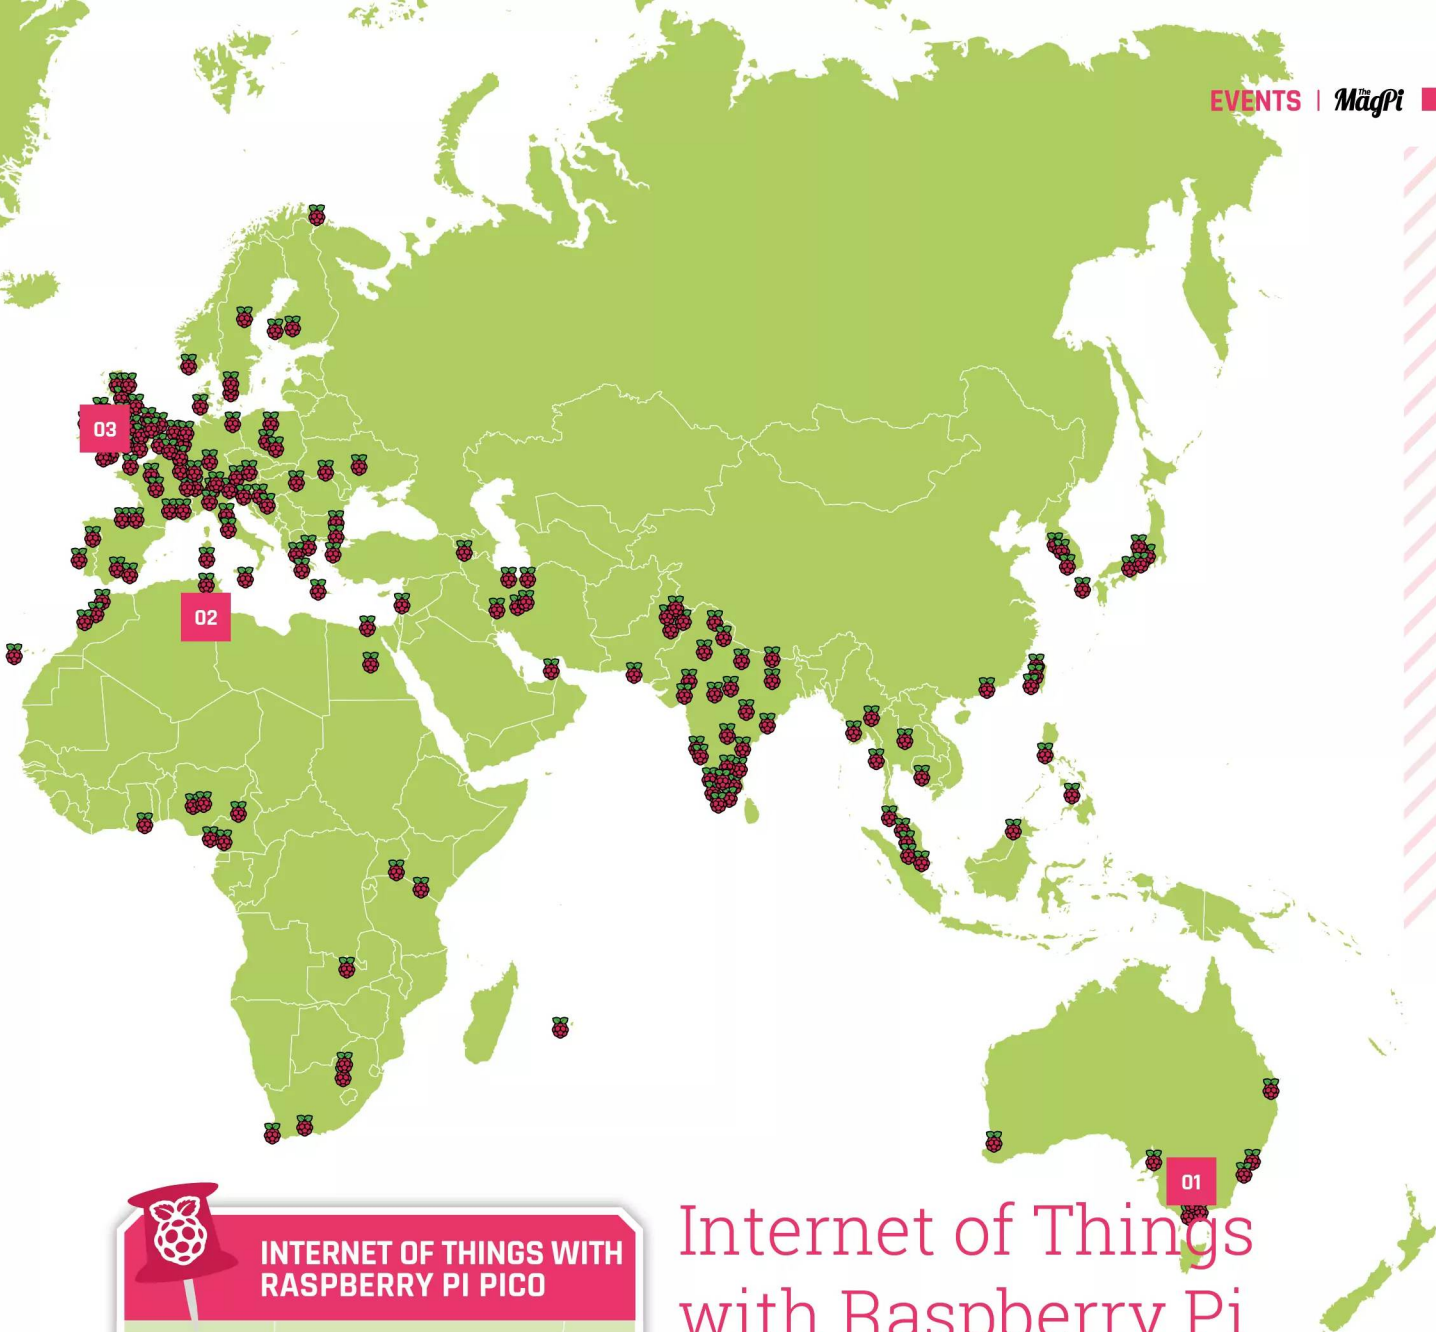 EVENTS | The MagPi
03
02
01
INTERNET OF THINGS WITH
RASPBERRY PI PICO
Internet of Things
with Raspberry Pi